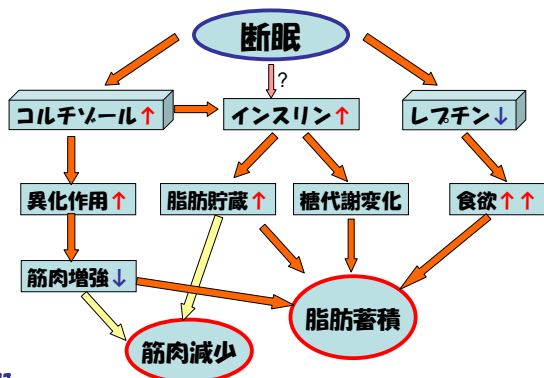 断眠
?
コルチゾール↑
インスリン↑
レプチン↓
異化作用↑
脂肪貯蔵↑
糖代謝変化
食欲↑↑
筋肉増強↓
脂肪蓄積
筋肉減少